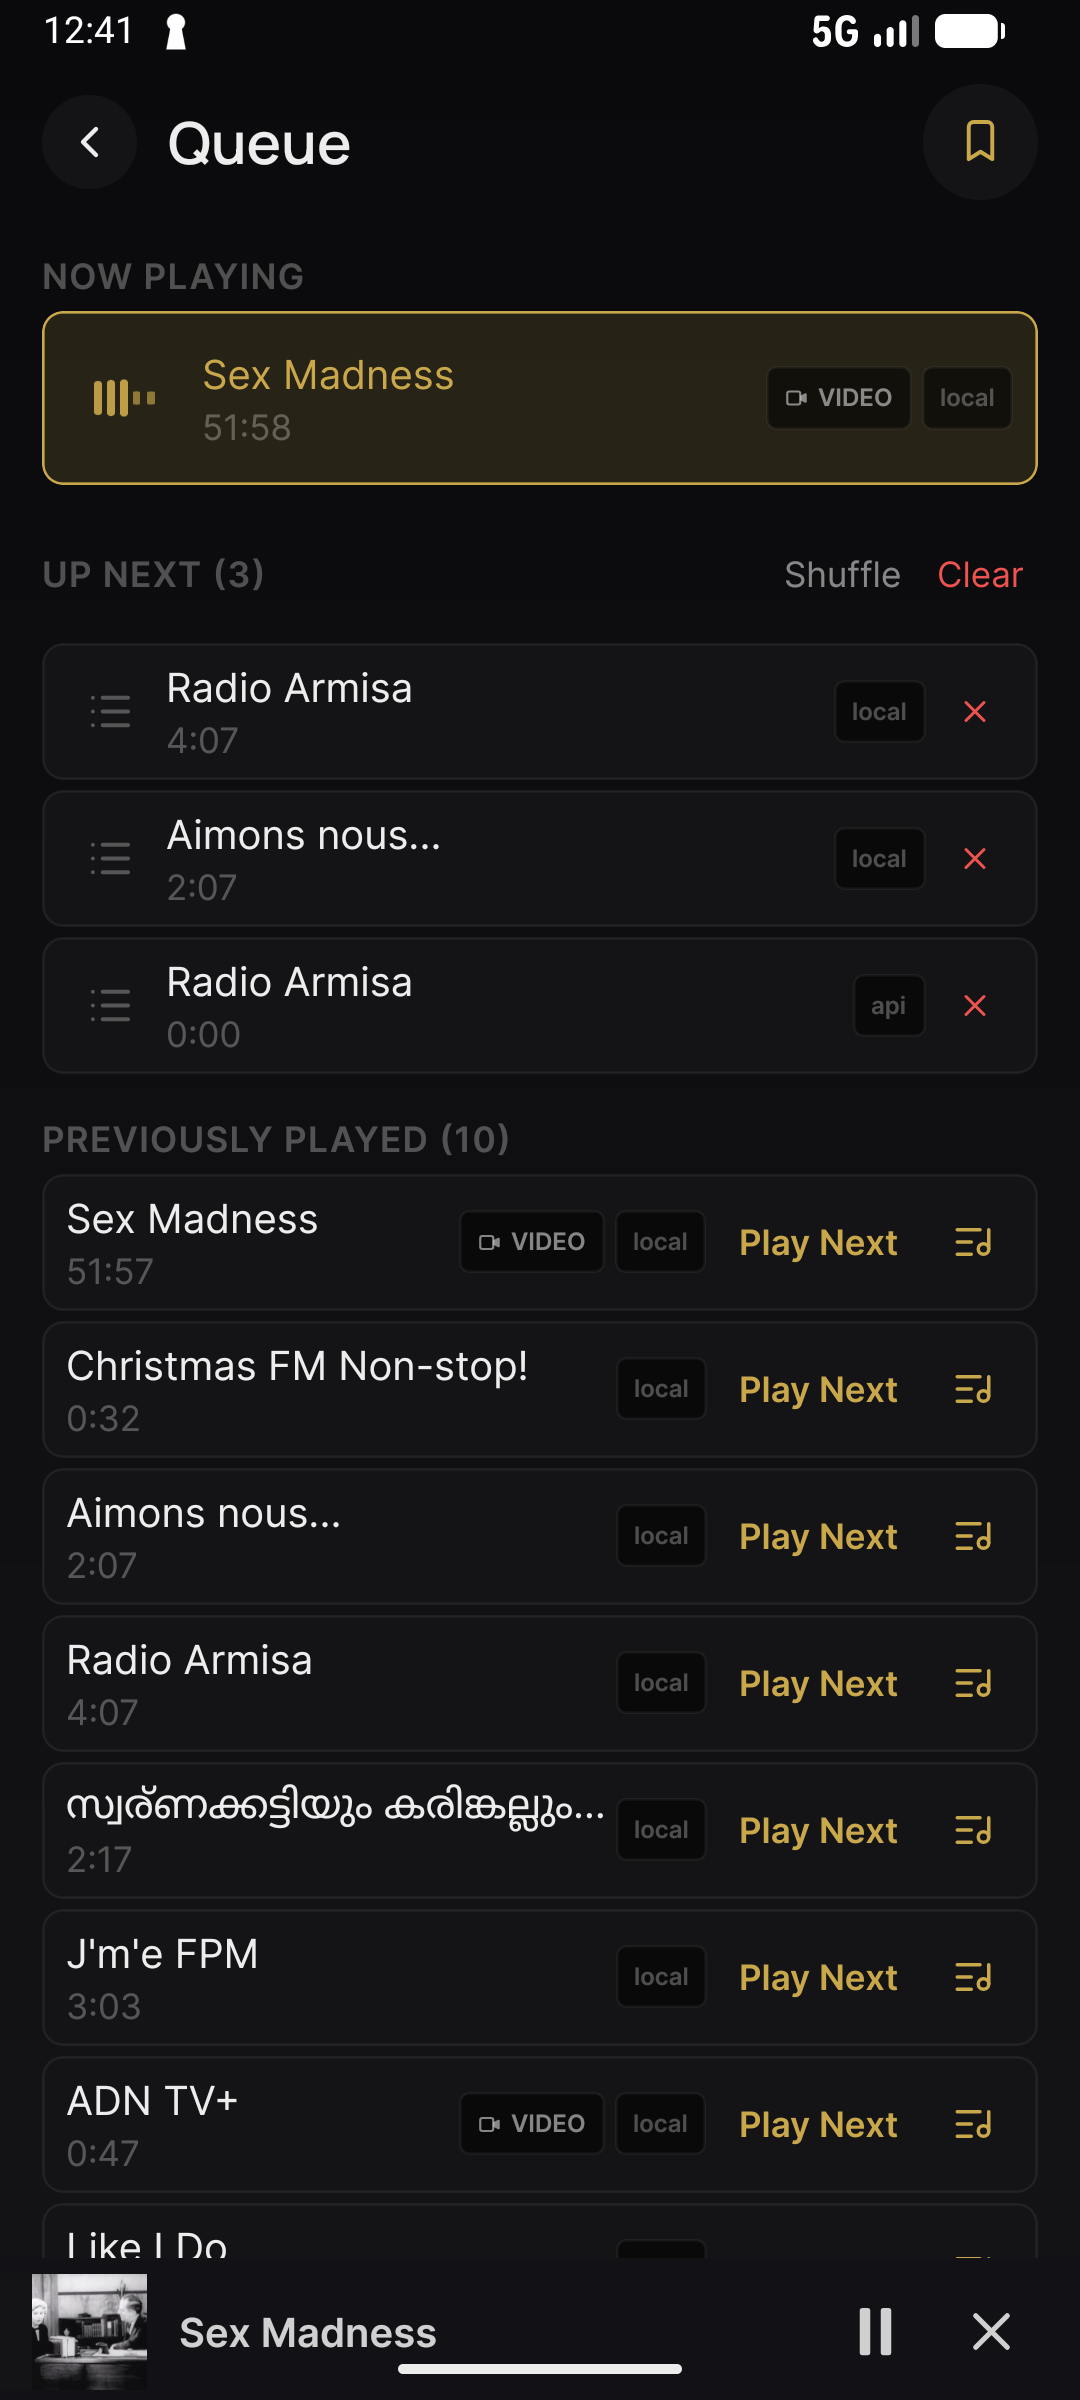 12:41
5G
Queue
NOW PLAYING
Sex Madness
51:58
VIDEO
local
UP NEXT (3)
Shuffle
Clear
Radio Armisa
4:07
local
Aimons nous...
2:07
local
Radio Armisa
0:00
api
PREVIOUSLY PLAYED (10)
Sex Madness
51:57
VIDEO
local
Play Next
Christmas FM Non-stop!
0:32
local
Play Next
Aimons nous...
2:07
local
Play Next
Radio Armisa
4:07
local
Play Next
സ്വര്ണക്കട്ടിയും കരിങ്കല്ലും...
2:17
local
Play Next
J'm'e FPM
3:03
local
Play Next
ADN TV+
0:47
VIDEO
local
Play Next
Like I Do
Sex Madness